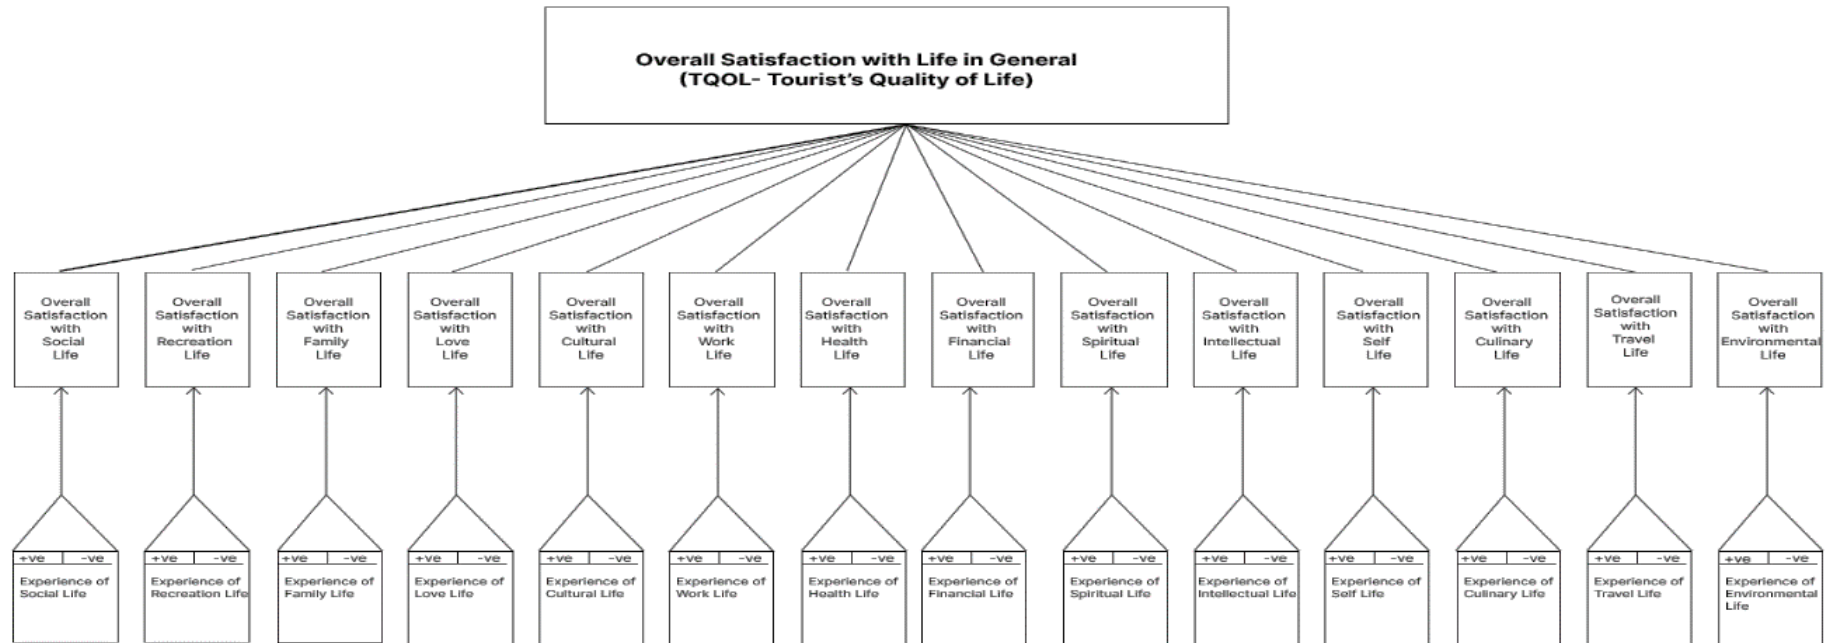 Overall Satisfaction with Life in General
(TQOL- Tourist's Quality of Life)
Overall
Satisfaction
with
Social
Life
Overall
Satisfaction
with
Recreation
Life
Overall
Satisfaction
with
Family
Life
Overall
Satisfaction
with
Love
Life
Overall
Satisfaction
with
Cultural
Life
Overall
Satisfaction
with
Work
Life
Overall
Satisfaction
with
Health
Life
Overall
Satisfaction
with
Financial
Life
Overall
Satisfaction
with
Spiritual
Life
Overall
Satisfaction
with
Intellectual
Life
Overall
Satisfaction
with
Self
Life
Overall
Satisfaction
with
Culinary
Life
Overall
Satisfaction
with
Travel
Life
Overall
Satisfaction
with
Environmental
Life
+ve -ve
Experience of
Social Life
+ve -ve
Experience of
Recreation Life
+ve -ve
Experience of
Family Life
+ve -ve
Experience of
Love Life
+ve -ve
Experience of
Cultural Life
+ve -ve
Experience of
Work Life
+ve -ve
Experience of
Health Life
+ve -ve
Experience of
Financial Life
+ve -ve
Experience of
Spiritual Life
+ve -ve
Experience of
Intellectual Life
+ve -ve
Experience of
Self Life
+ve -ve
Experience of
Culinary Life
+ve -ve
Experience of
Travel Life
+ve -ve
Experience of
Environmental
Life